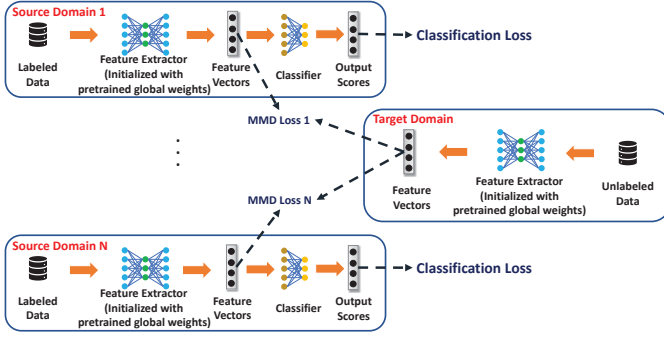 Source Domain 1
Labeled
Data
Feature Extractor
(Initialized with
pretrained global weights)
Feature
Vectors
Classifier
Output
Scores
Classification Loss
MMD Loss 1
Target Domain
Feature
Vectors
Feature Extractor
(Initialized with
pretrained global weights)
Unlabeled
Data
MMD Loss N
Source Domain N
Labeled
Data
Feature Extractor
(Initialized with
pretrained global weights)
Feature
Vectors
Classifier
Output
Scores
Classification Loss